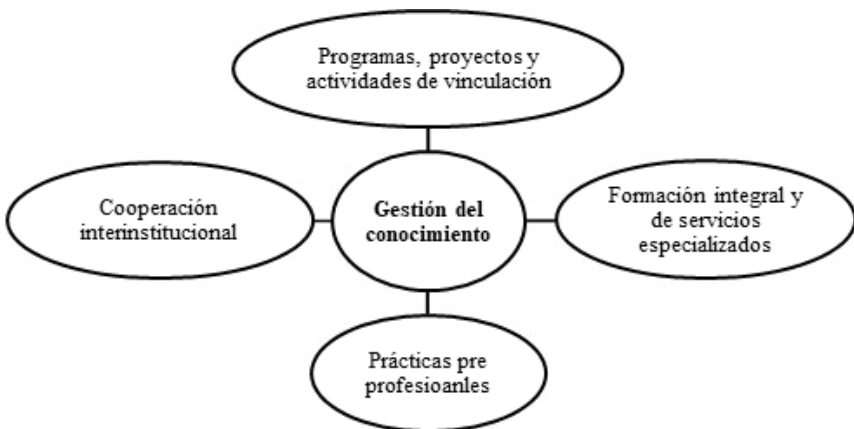 Programas, proyectos y
actividades de vinculación
Cooperación
interinstitucional
Gestión del
conocimiento
Formación integral y
de servicios
especializados
Prácticas pre
profesioanles